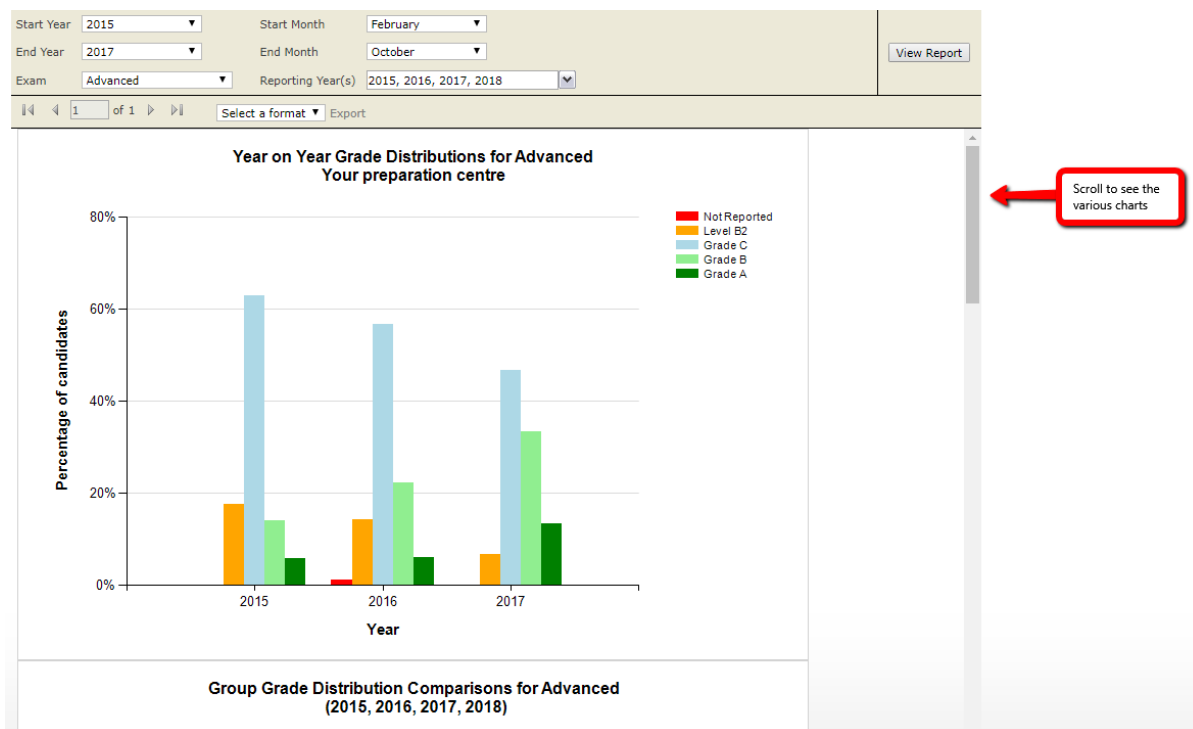 Start Year 2015 Start Month February
End Year 2017 End Month October
View Report
Exam Advanced Reporting Year(s) 2015, 2016, 2017, 2018
1 of 1 Select a format Export
Year on Year Grade Distributions for Advanced
Your preparation centre
Scroll to see the
various charts
Not Reported
Level B2
Grade C
Grade B
Grade A
80%
60%
40%
20%
0%
Percentage of candidates
2015 2016 2017
Year
Group Grade Distribution Comparisons for Advanced
(2015, 2016, 2017, 2018)